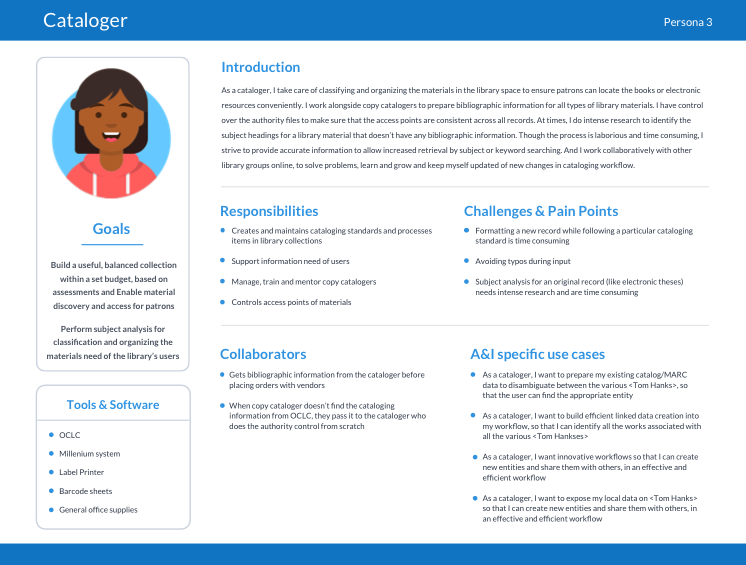 Cataloger
Persona 3
Goals
Build a useful, balanced collection
within a set budget, based on
assessments and Enable material
discovery and access for patrons
Perform subject analysis for
classification and organizing the
materials need of the library's users
Tools & Software
OCLC
Millenium system
Label Printer
Barcode sheets
General office supplies
Introduction
As a cataloger, I take care of classifying and organizing the materials in the library space to ensure patrons can locate the books or electronic
resources conveniently. I work alongside copy catalogers to prepare bibliographic information for all types of library materials. I have control
over the authority files to make sure that the access points are consistent across all records. At times, I do intense research to identify the
subject headings for a library material that doesn't have any bibliographic information. Though the process is laborious and time consuming, I
strive to provide accurate information to allow increased retrieval by subject or keyword searching. And I work collaboratively with other
library groups online, to solve problems, learn and grow and keep myself updated of new changes in cataloging workflow.
Responsibilities
Creates and maintains cataloging standards and processes
items in library collections
Support information need of users
Manage, train and mentor copy catalogers
Controls access points of materials
Challenges & Pain Points
Formatting a new record while following a particular cataloging
standard is time consuming
Avoiding typos during input
Subject analysis for an original record (like electronic theses)
needs intense research and are time consuming
Collaborators
Gets bibliographic information from the cataloger before
placing orders with vendors
When copy cataloger doesn't find the cataloging
information from OCLC, they pass it to the cataloger who
does the authority control from scratch
A&I specific use cases
As a cataloger, I want to prepare my existing catalog/MARC
data to disambiguate between the various <Tom Hanks>, so
that the user can find the appropriate entity
As a cataloger, I want to build efficient linked data creation into
my workflow, so that I can identify all the works associated with
all the various <Tom Hankses>
As a cataloger, I want innovative workflows so that I can create
new entities and share them with others, in an effective and
efficient workflow
As a cataloger, I want to expose my local data on <Tom Hanks>
so that I can create new entities and share them with others, in
an effective and efficient workflow